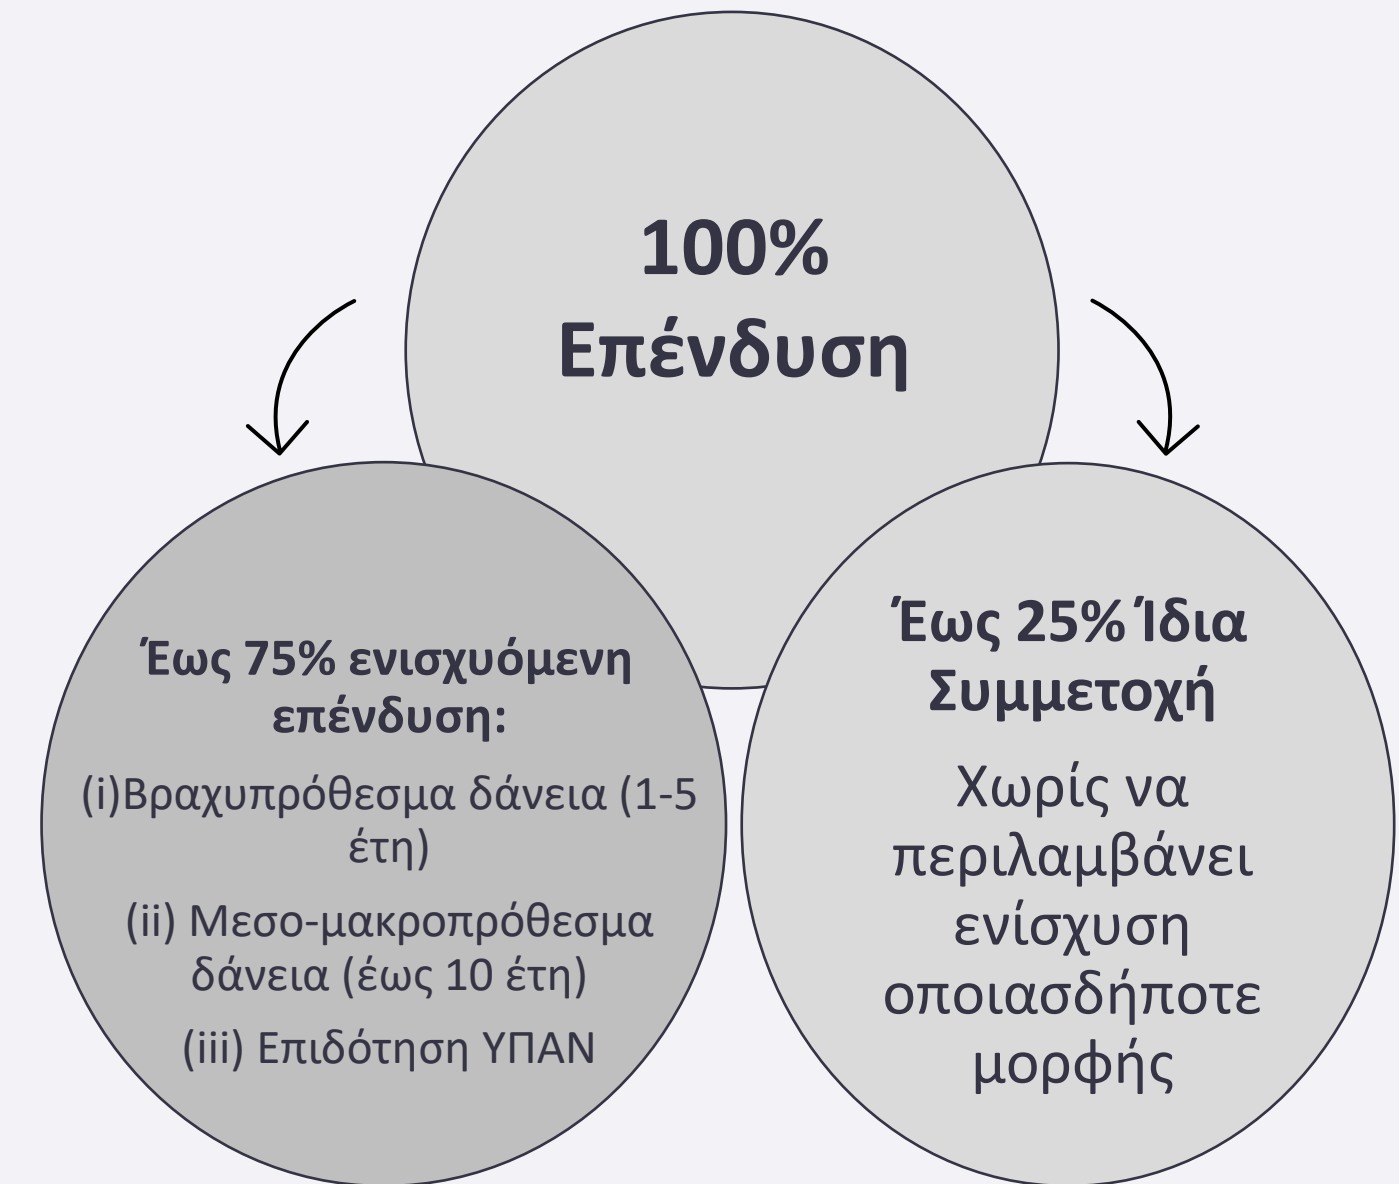 100%
Επένδυση
Έως 75% ενισχυόμενη
επένδυση:
(i)Βραχυπρόθεσμα δάνεια (1-5
έτη)
(ii) Μεσο-μακροπρόθεσμα
δάνεια (έως 10 έτη)
(iii) Επιδότηση ΥΠΑΝ
Έως 25% Ίδια
Συμμετοχή
Χωρίς να
περιλαμβάνει
ενίσχυση
οποιασδήποτε
μορφής